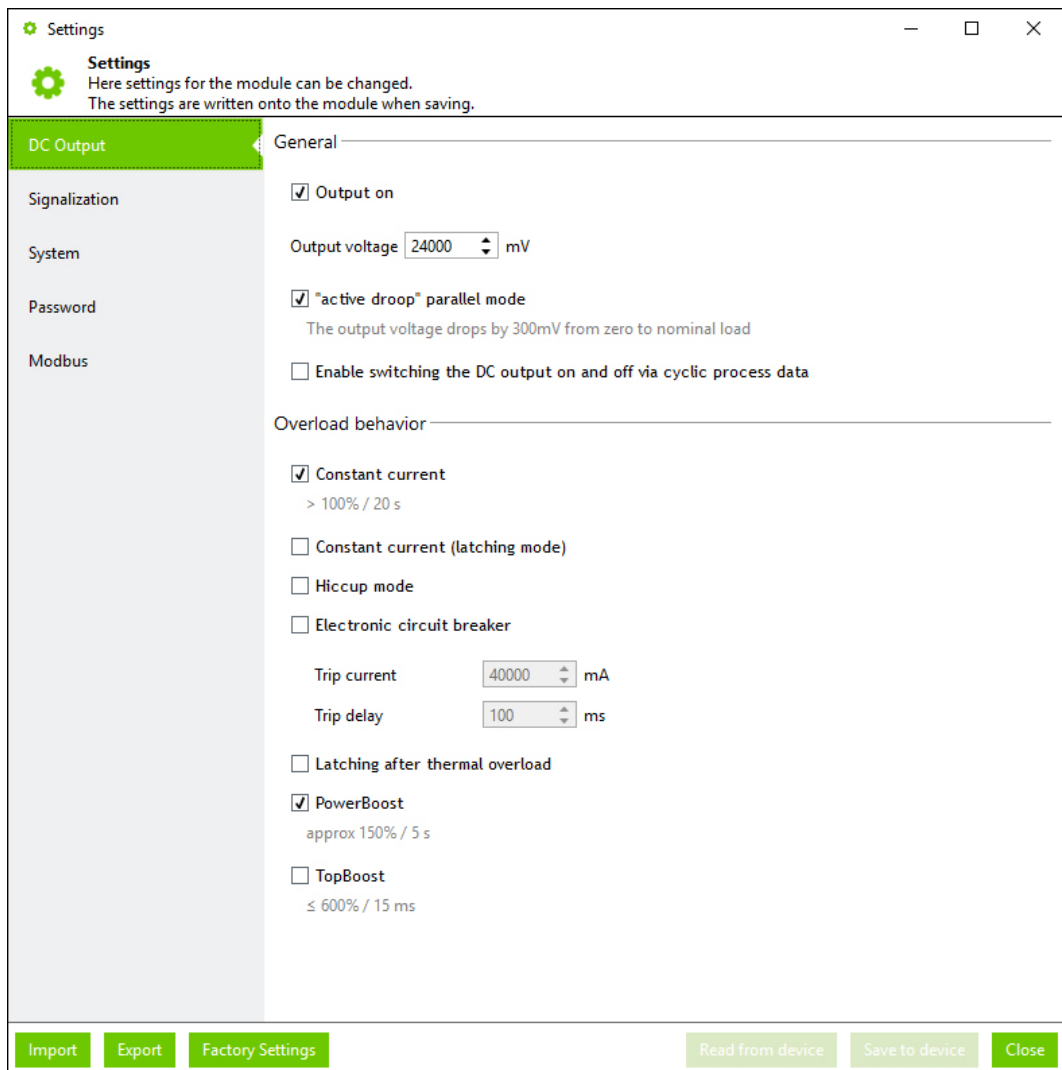 Settings
Settings
Here settings for the module can be changed.
The settings are written onto the module when saving.
DC Output
Signalization
System
Password
Modbus
General
Output on
Output voltage 24000 mV
"active droop" parallel mode
The output voltage drops by 300mV from zero to nominal load
Enable switching the DC output on and off via cyclic process data
Overload behavior
Constant current
> 100% / 20 s
Constant current (latching mode)
Hiccup mode
Electronic circuit breaker
Trip current 40000 mA
Trip delay 100 ms
Latching after thermal overload
PowerBoost
approx 150% / 5 s
TopBoost
≤ 600% / 15 ms
Import Export Factory Settings Read from device Save to device Close